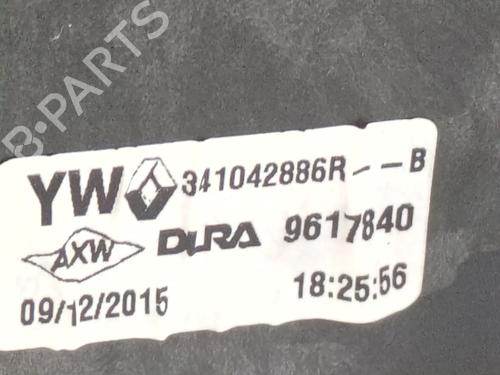 B-PARTS
YW 341042886R--B
AXW DURA 9617840
09/12/2015 18:25:56